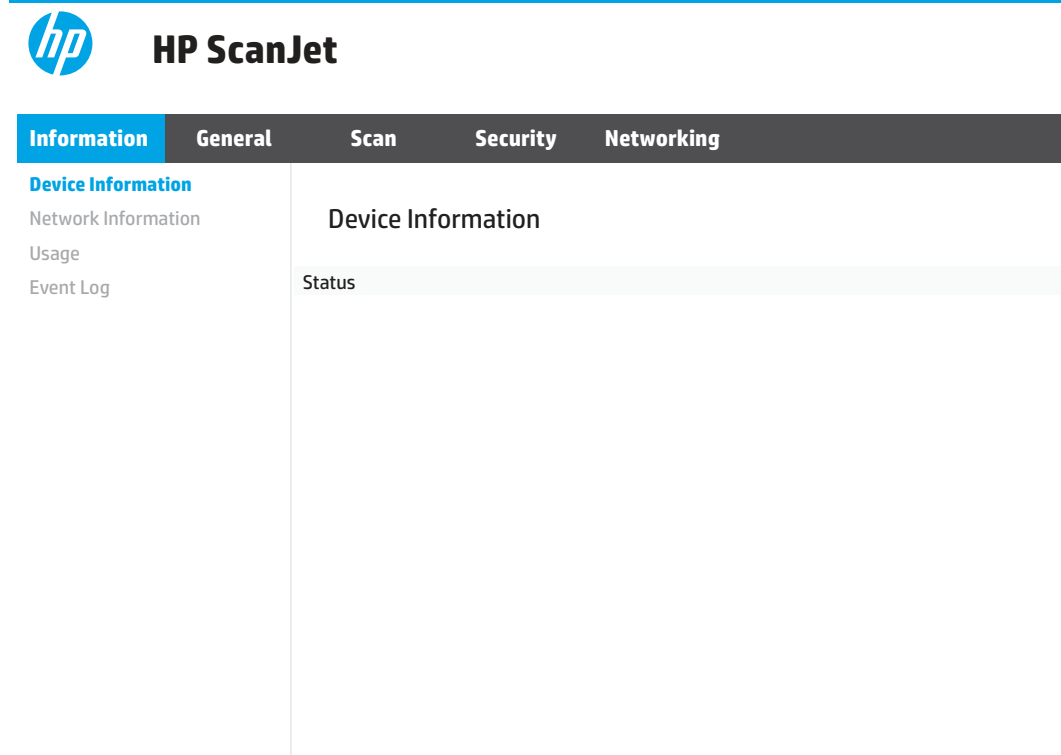 hp
HP ScanJet
Information General Scan Security Networking
Device Information
Network Information
Usage
Event Log
Device Information
Status